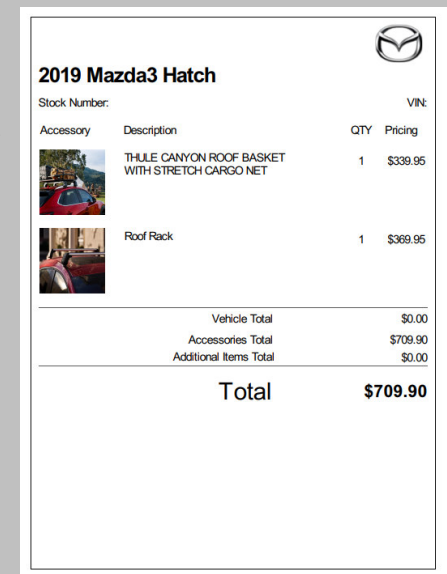 2019 Mazda3 Hatch
Stock Number: VIN:
Accessory Description QTY Pricing
THULE CANYON ROOF BASKET
WITH STRETCH CARGO NET 1 $339.95
Roof Rack 1 $369.95
Vehicle Total $0.00
Accessories Total $709.90
Additional Items Total $0.00
Total $709.90